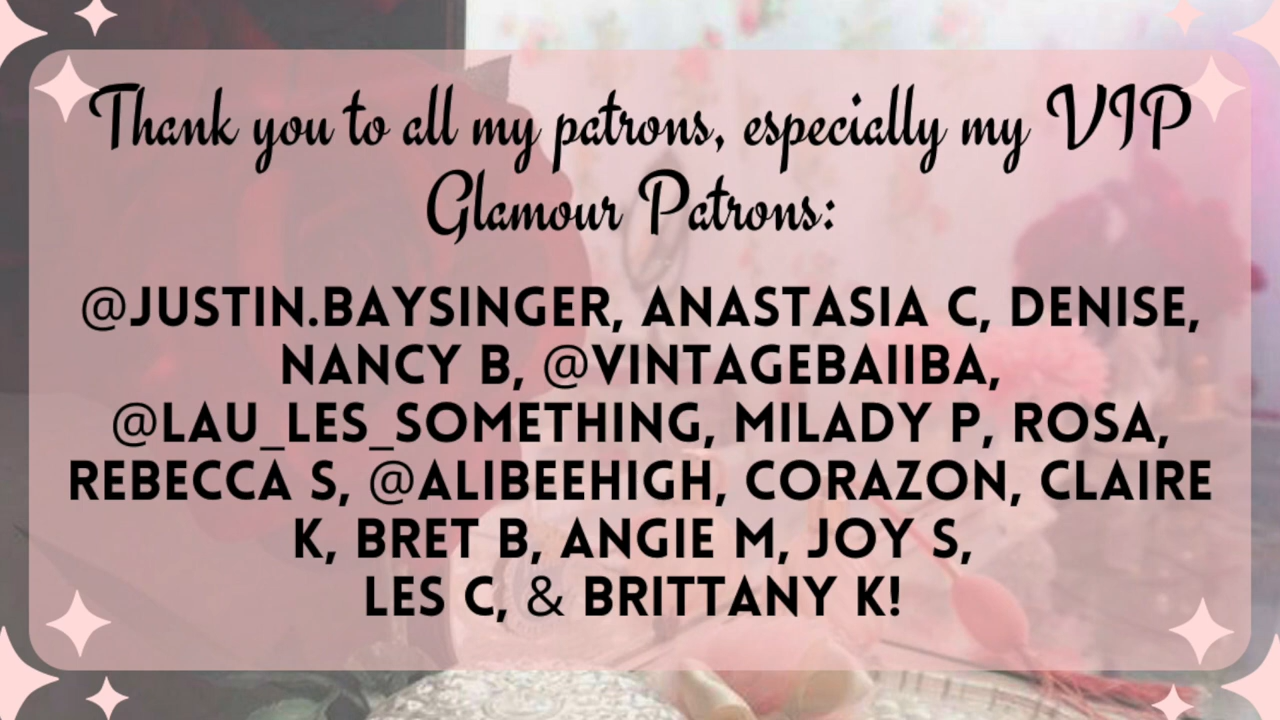 Thank you to all my patrons, especially my VIP
Glamour Patrons:
@JUSTIN.BAYSINGER, ANASTASIA C, DENISE,
NANCY B, @VINTAGEBAIIBA,
@LAU_LES_SOMETHING, MILADY P, ROSA,
REBECCA S, @ALIBEEHIGH, CORAZON, CLAIRE
K, BRET B, ANGIE M, JOY S,
LES C, & BRITTANY K!